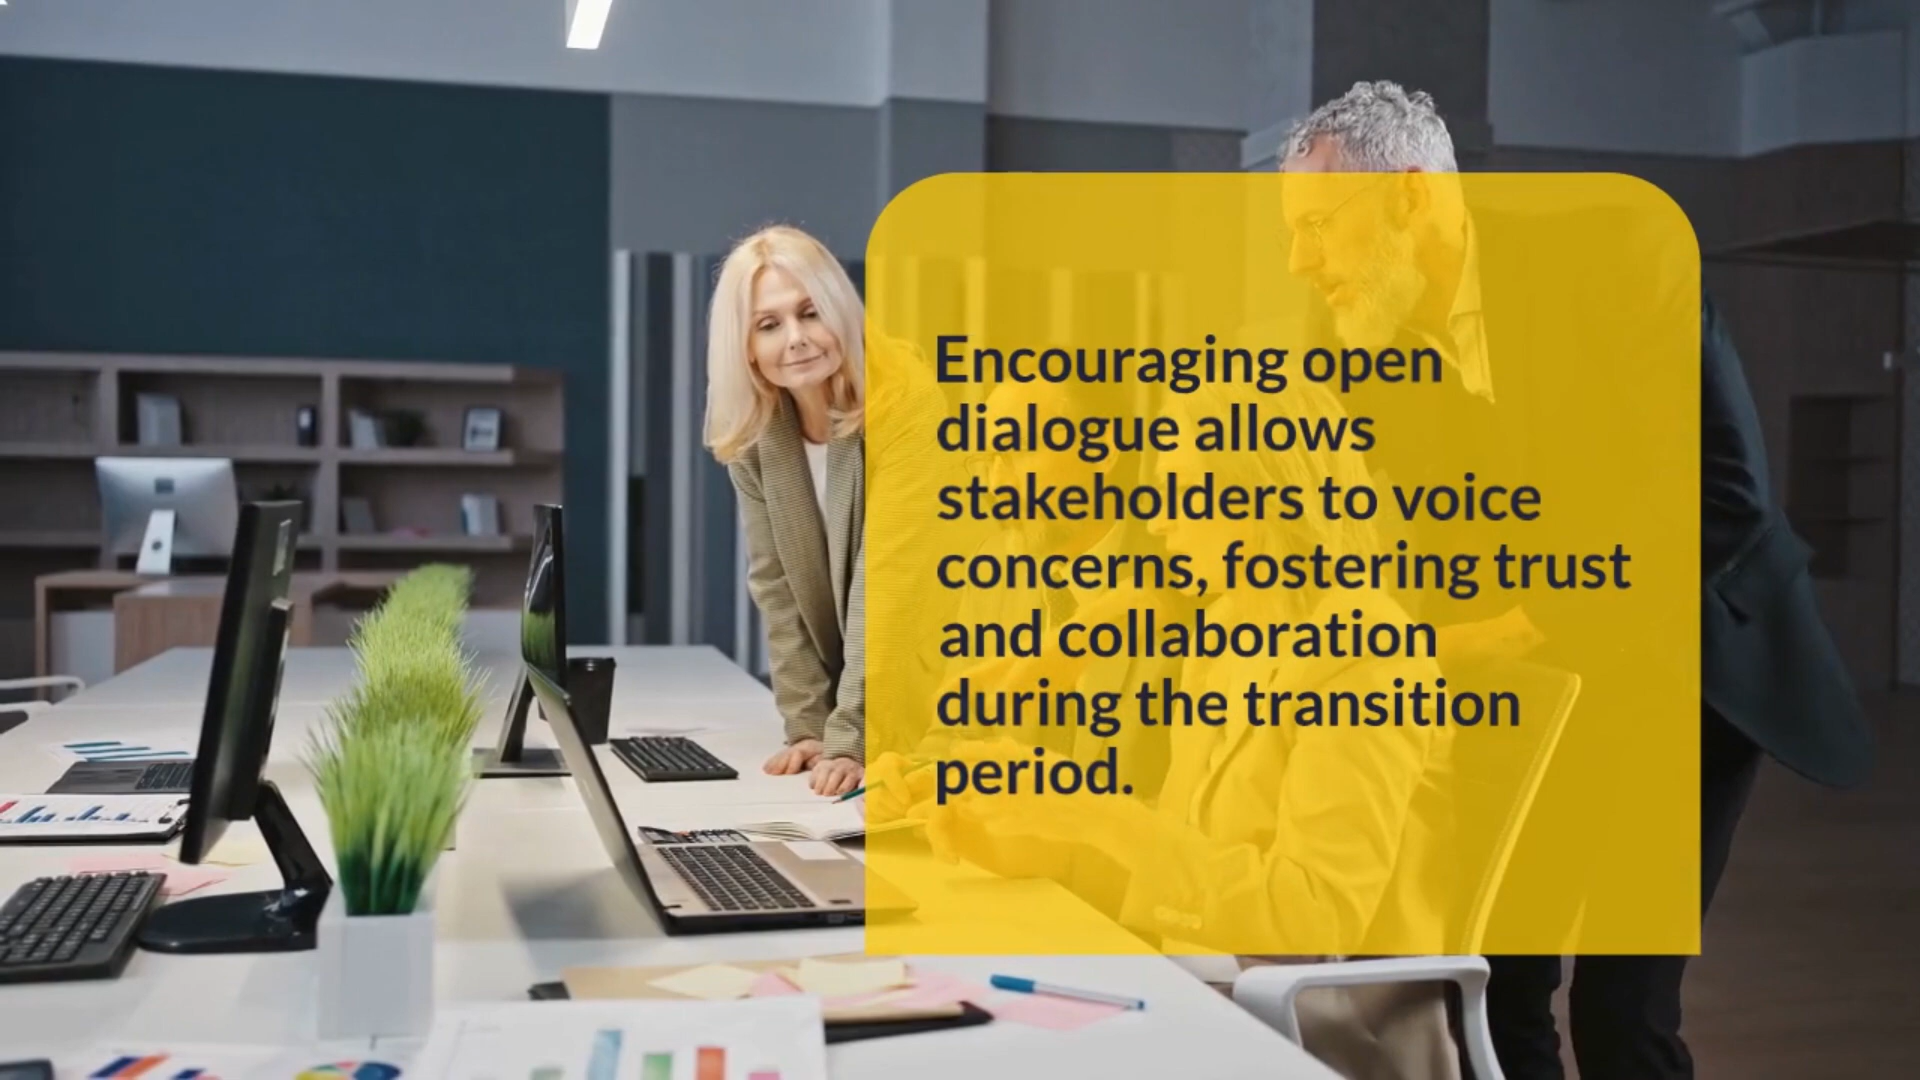 Encouraging open
dialogue allows
stakeholders to voice
concerns, fostering trust
and collaboration
during the transition
period.